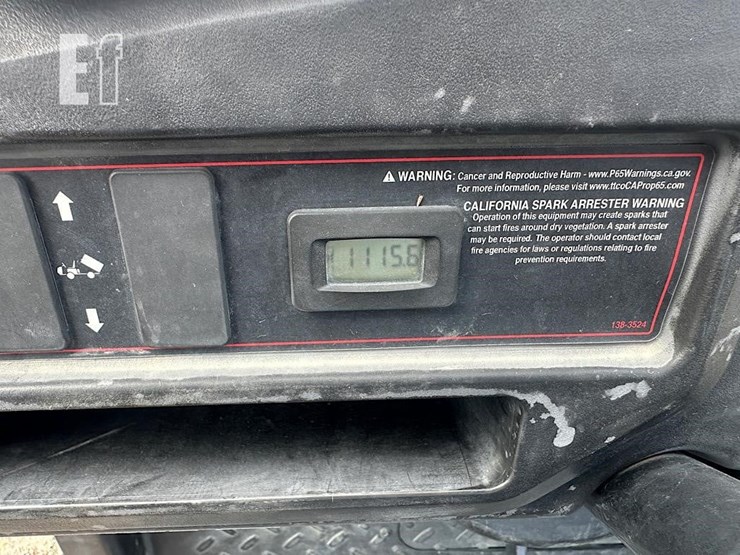 Ef
WARNING: Cancer and Reproductive Harm - www.P65Warnings.ca.gov.
For more information, please visit www.ttcoCAProp65.com
CALIFORNIA SPARK ARRESTER WARNING
Operation of this equipment may create sparks that
can start fires around dry vegetation. A spark arrester
may be required. The operator should contact local
fire agencies for laws or regulations relating to fire
prevention requirements.
1115.6
138-3524